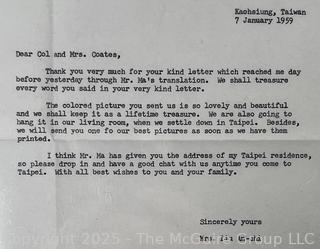 Kaohsiung, Taiwan
7 January 1959
Dear Col and Mrs. Coates,
Thank you very much for your kind letter which reached me day
before yesterday through Mr. Ma's translation. We shall treasure
every word you said in your very kind letter.
The colored picture you sent us is so lovely and beautiful
and we shall keep it as a lifetime treasure. We are also going to
hang it in our living room, when we settle down in Taipei. Besides,
we will send you one fo our best pictures as soon as we have them
printed.
I think Mr. Ma has given you the address of my Taipei residence,
so please drop in and have a good chat with us anytime you come to
Taipei. With all best wishes to you and your family.
Sincerely yours
Mrs.
Copyright 2025 - The